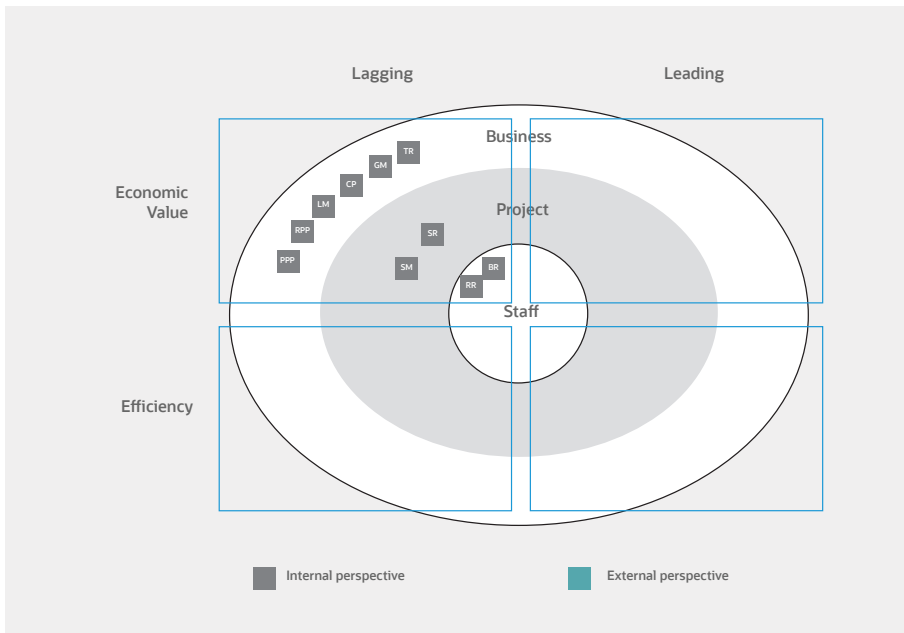 Lagging
Leading
Business
TR
GM
CP
Economic
Value
LM
Project
RPP
SR
PPP
SM
BR
RR
Staff
Efficiency
Internal perspective
External perspective